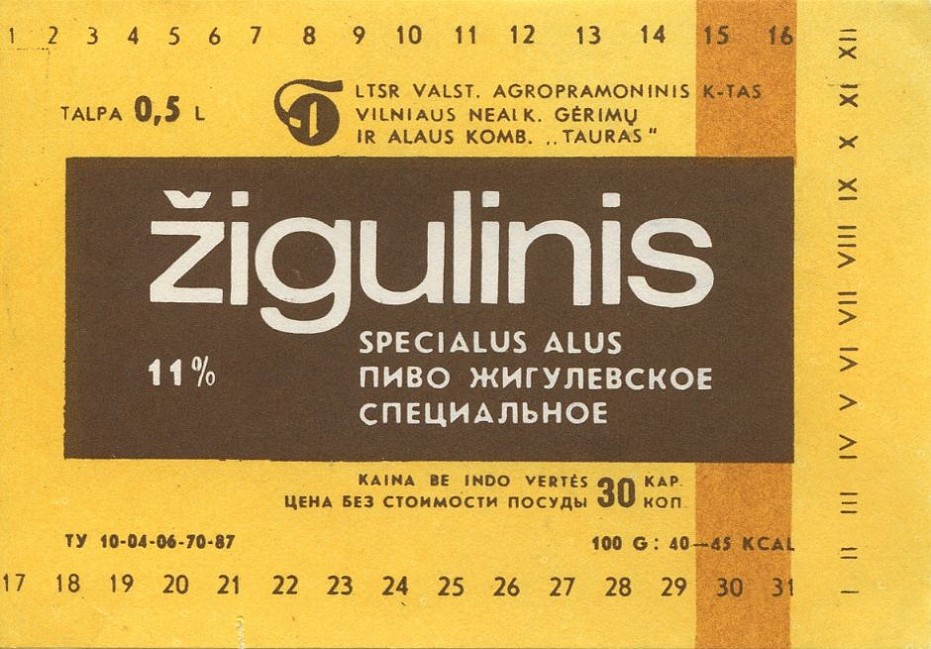 1 2 3 4 5 6 7 8 9 10 11 12 13 14 15 16
TALPA 0,5 L
LTSR VALST. AGROPRAMONINIS K-TAS
VILNIAUS NEALK. GĖRIMŲ
IR ALAUS KOMB. „TAURAS"
žigulinis
11%
SPECIALUS ALUS
ПИВО ЖИГУЛЕВСКОЕ
СПЕЦИАЛЬНОЕ
KAINA BE INDO VERTĖS 30 KAP.
ЦЕНА БЕЗ СТОИМОСТИ ПОСУДЫ КОП.
ТУ 10-04-06-70-87
100 G: 40—45 KCAL
17 18 19 20 21 22 23 24 25 26 27 28 29 30 31
I II III IV V VI VII VIII IX X XI XII